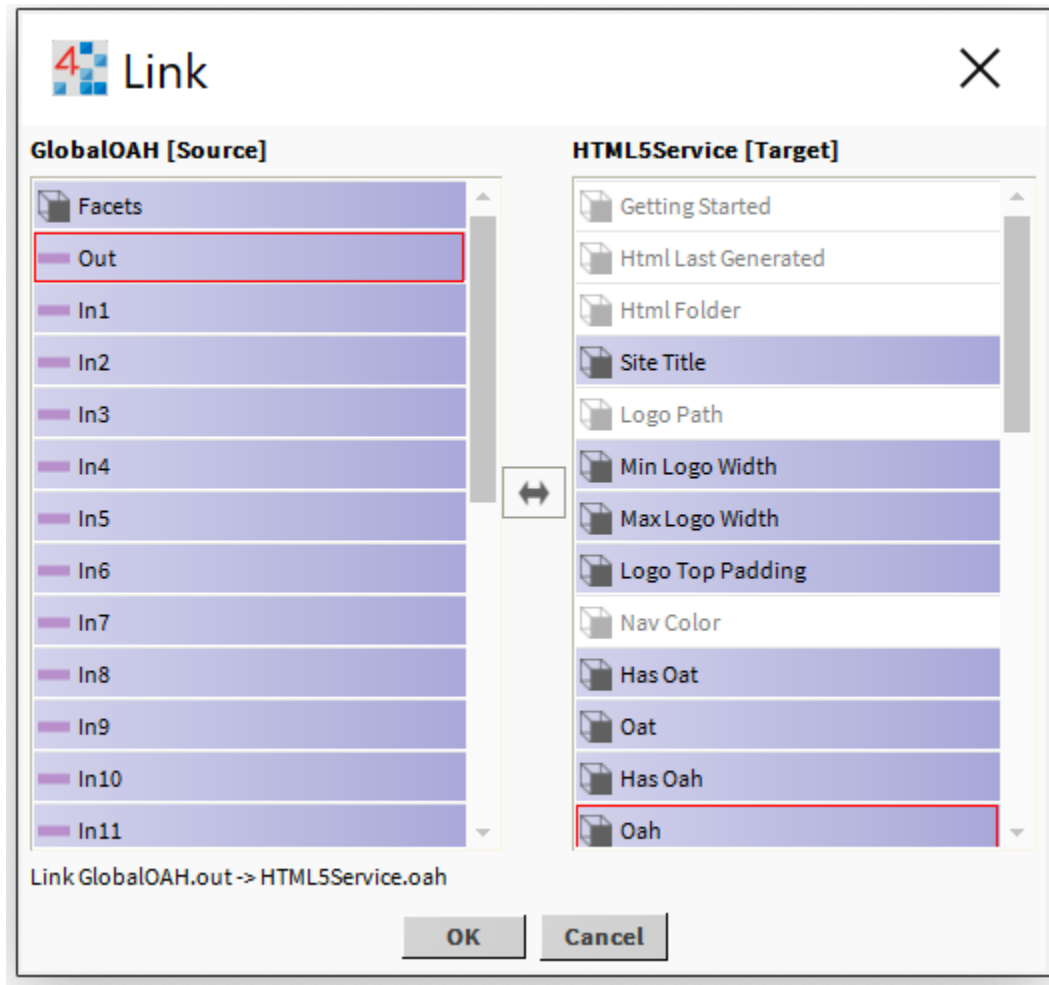 4 Link
GlobalOAH [Source]
Facets
Out
In1
In2
In3
In4
In5
In6
In7
In8
In9
In10
In11
HTML5Service [Target]
Getting Started
Html Last Generated
Html Folder
Site Title
Logo Path
Min Logo Width
Max Logo Width
Logo Top Padding
Nav Color
Has Oat
Oat
Has Oah
Oah
Link GlobalOAH.out -> HTML5Service.oah
OK Cancel